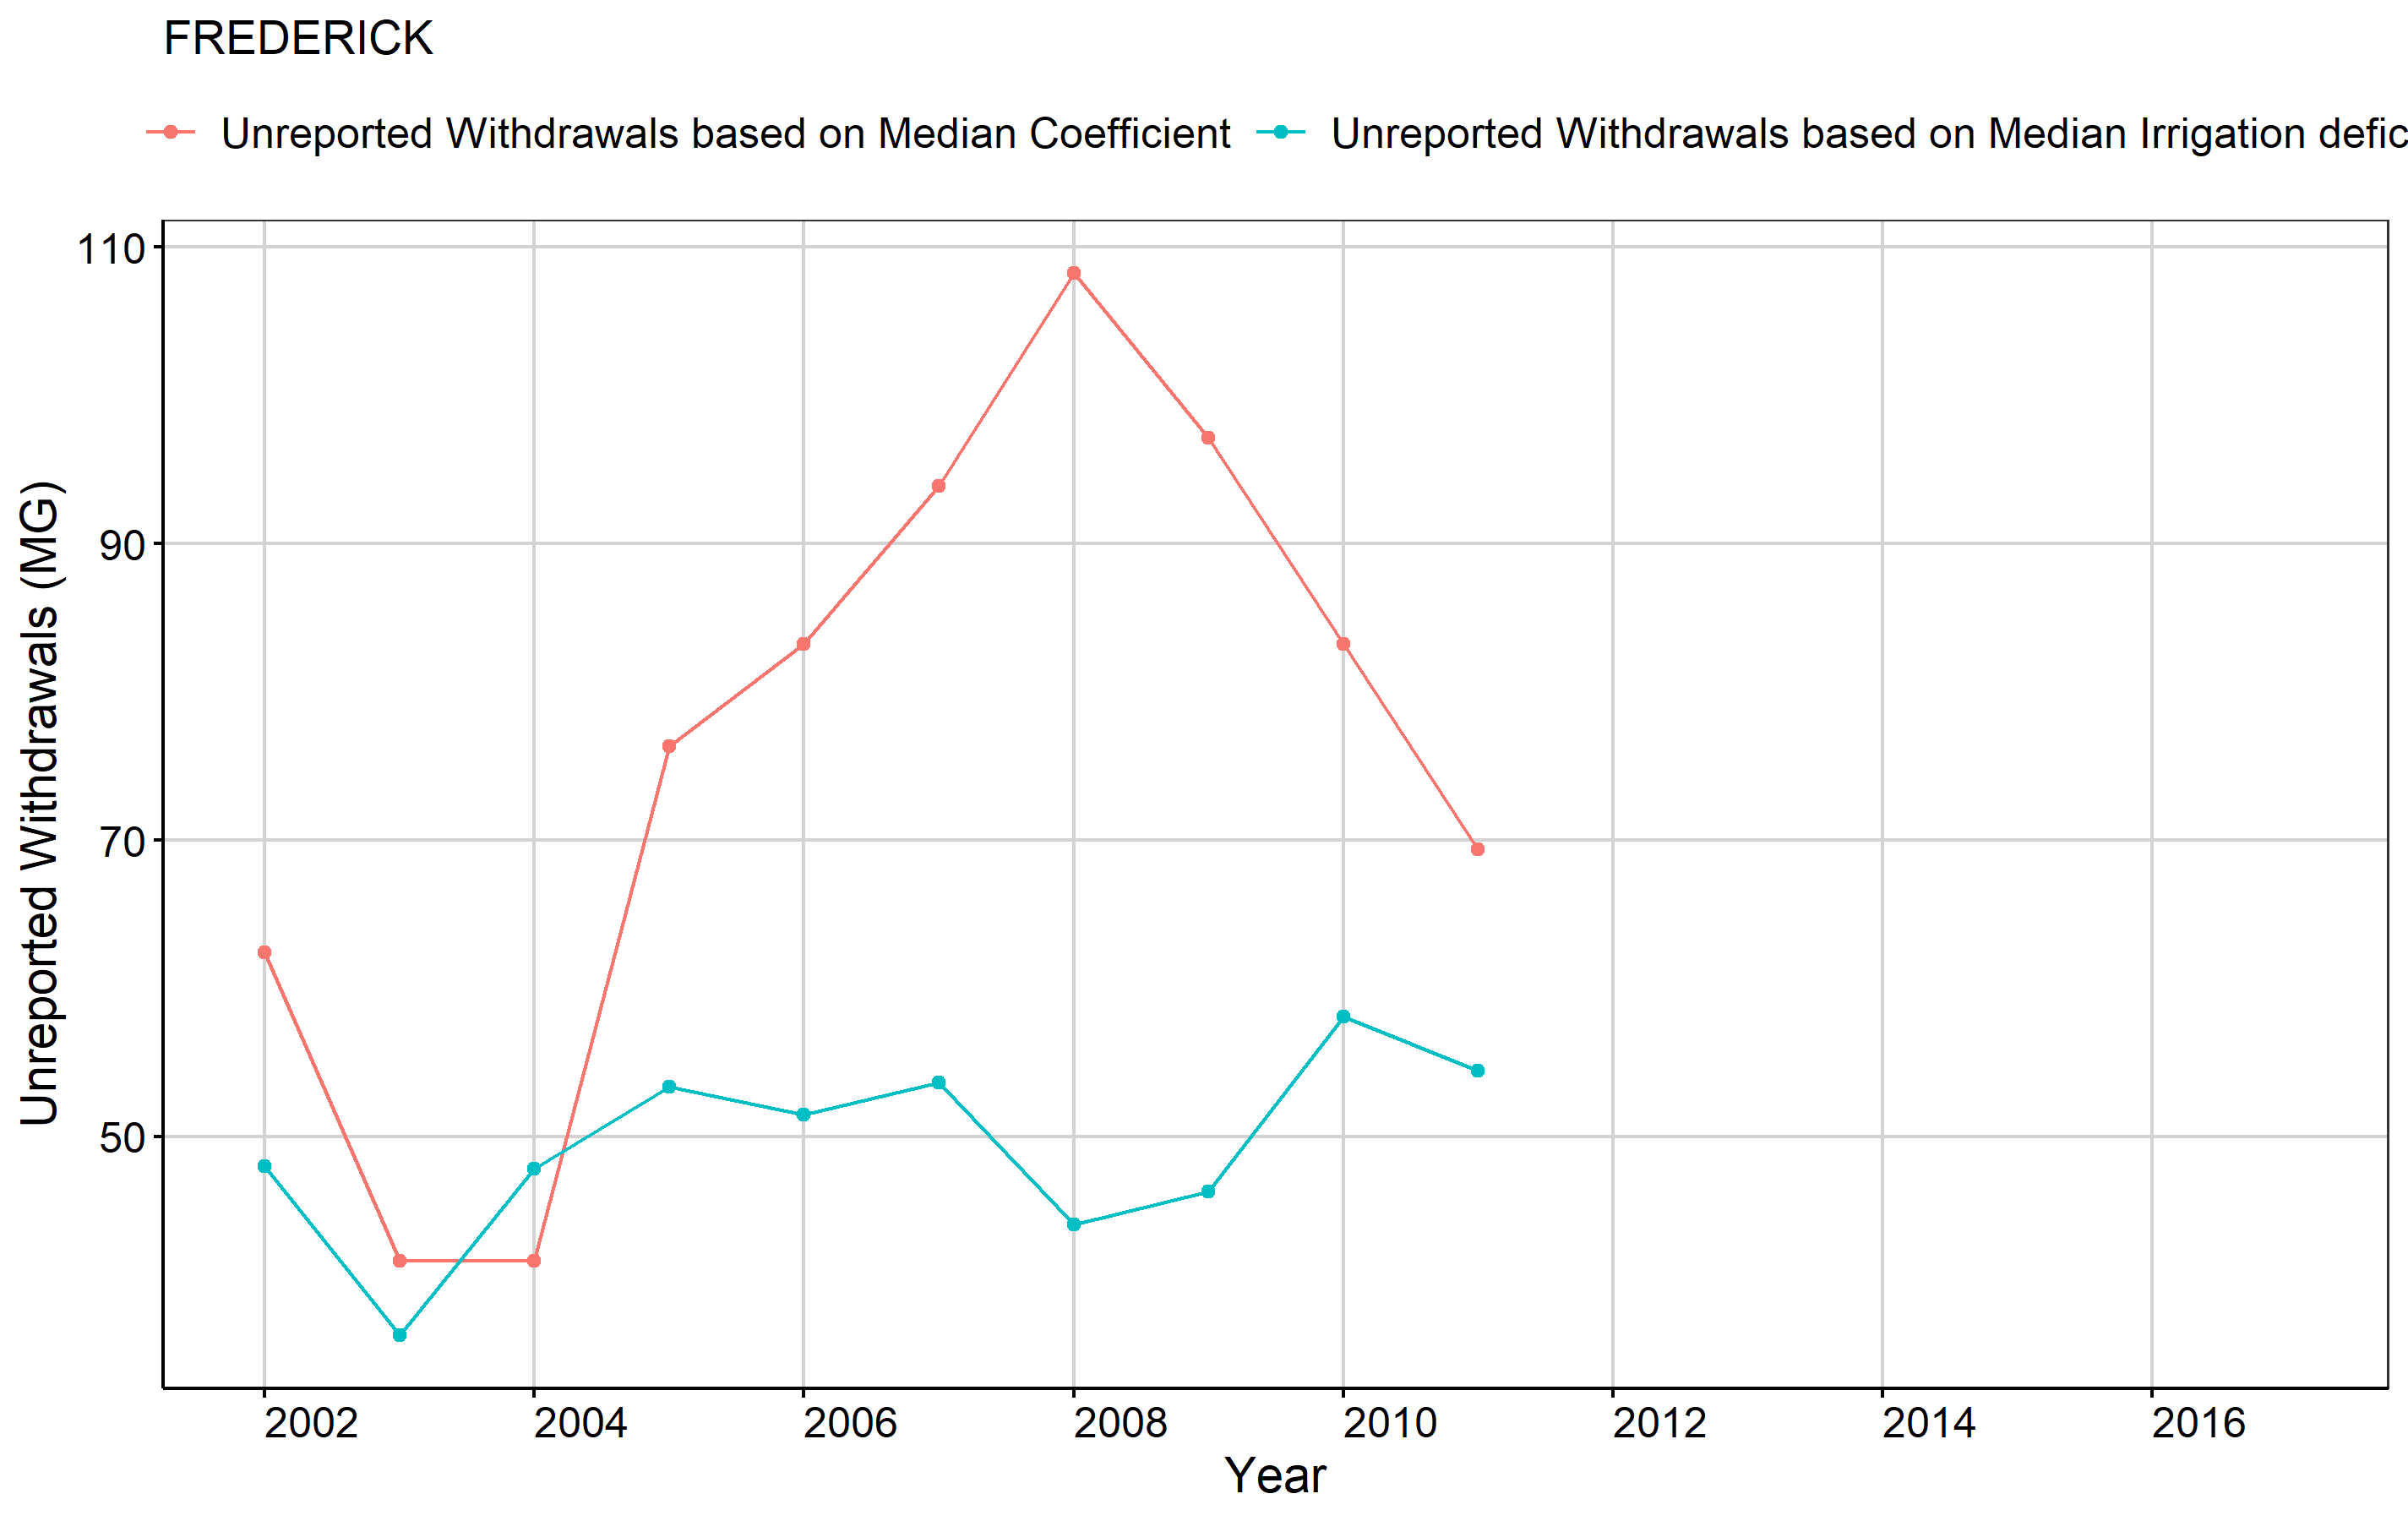 FREDERICK
Unreported Withdrawals based on Median Coefficient Unreported Withdrawals based on Median Irrigation defic
110
90
70
50
Unreported Withdrawals (MG)
2002 2004 2006 2008 2010 2012 2014 2016
Year